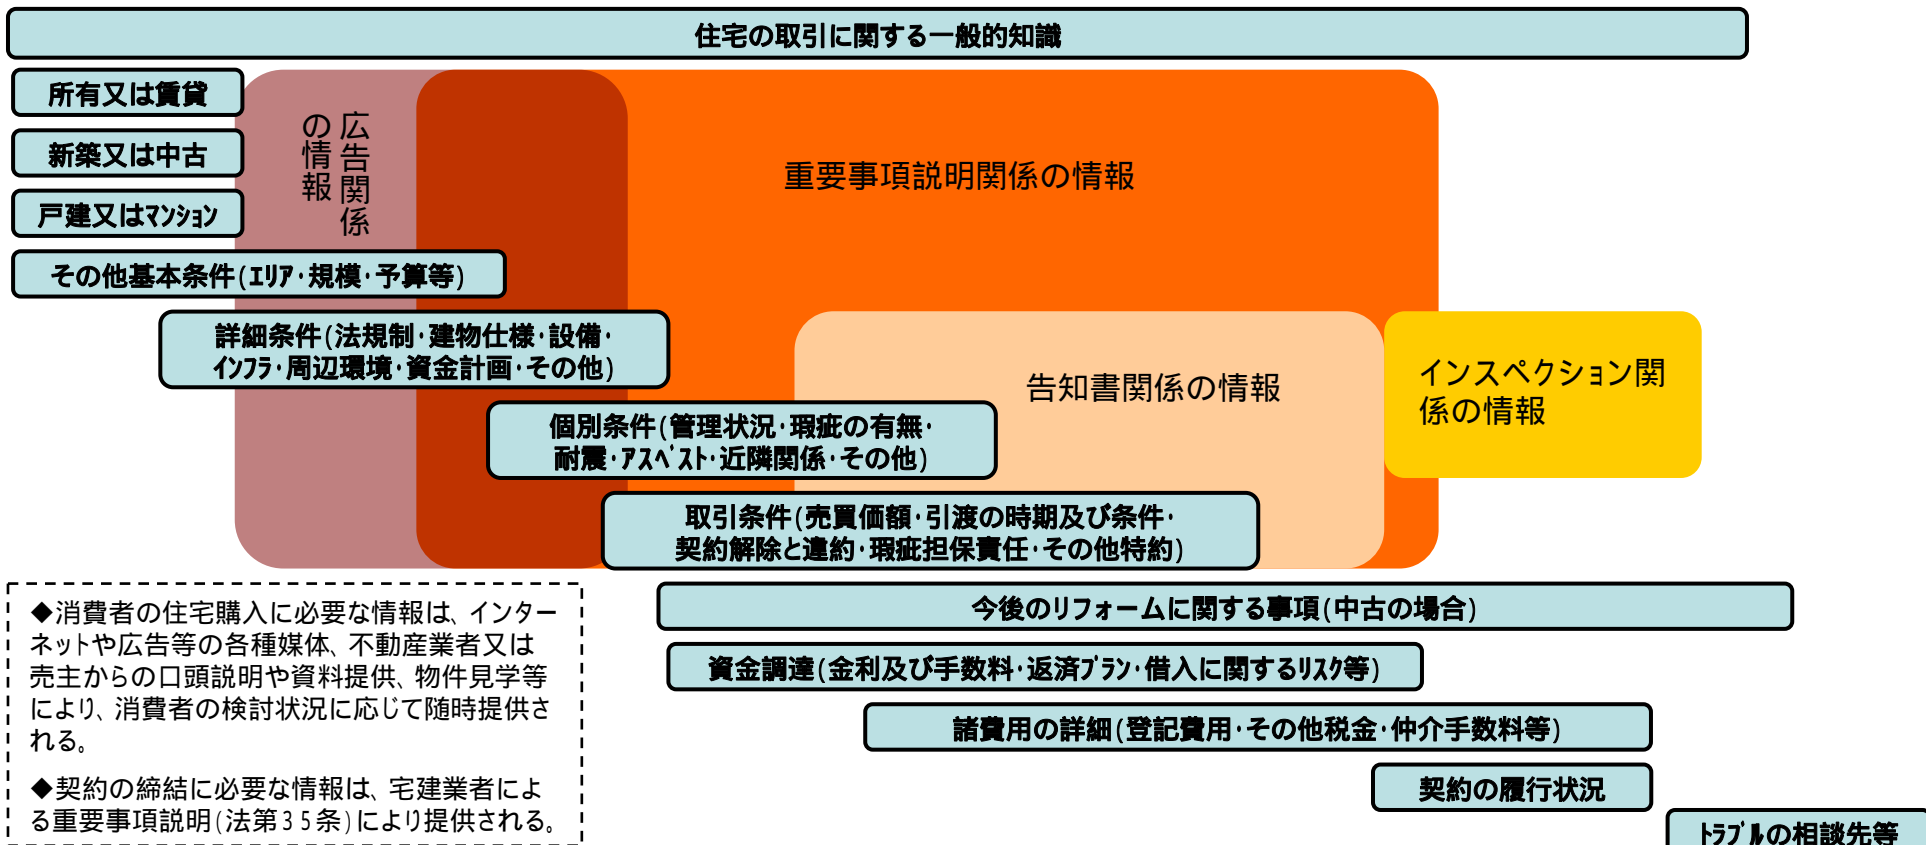 住宅の取引に関する一般的知識
所有又は賃貸
新築又は中古
戸建又はﾏﾝｼｮﾝ
広告関係
の情報
重要事項説明関係の情報
その他基本条件(ｴﾘｱ・規模・予算等)
詳細条件(法規制・建物仕様・設備・
ｲﾝﾌﾗ・周辺環境・資金計画・その他)
告知書関係の情報
インスペクション関
係の情報
個別条件(管理状況・瑕疵の有無・
耐震・ｱｽﾍﾞｽﾄ・近隣関係・その他)
取引条件(売買価額・引渡の時期及び条件・
契約解除と違約・瑕疵担保責任・その他特約)
今後のリフォームに関する事項(中古の場合)
資金調達(金利及び手数料・返済ﾌﾟﾗﾝ・借入に関するﾘｽｸ等)
諸費用の詳細(登記費用・その他税金・仲介手数料等)
契約の履行状況
ﾄﾗﾌﾞﾙの相談先等
◆消費者の住宅購入に必要な情報は、インター
ネットや広告等の各種媒体、不動産業者又は
売主からの口頭説明や資料提供、物件見学等
により、消費者の検討状況に応じて随時提供さ
れる。
◆契約の締結に必要な情報は、宅建業者によ
る重要事項説明(法第35条)により提供される。